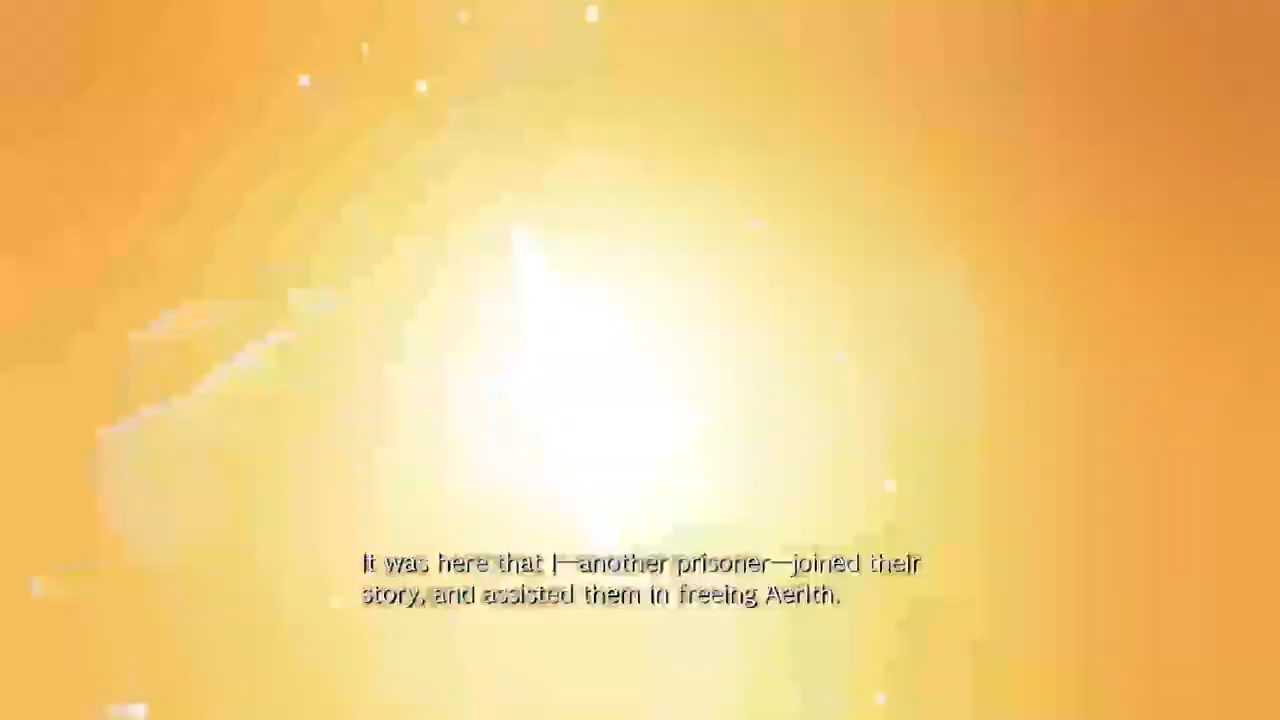 It was here that I—another prisoner—joined their
story, and assisted them in freeing Aerith.